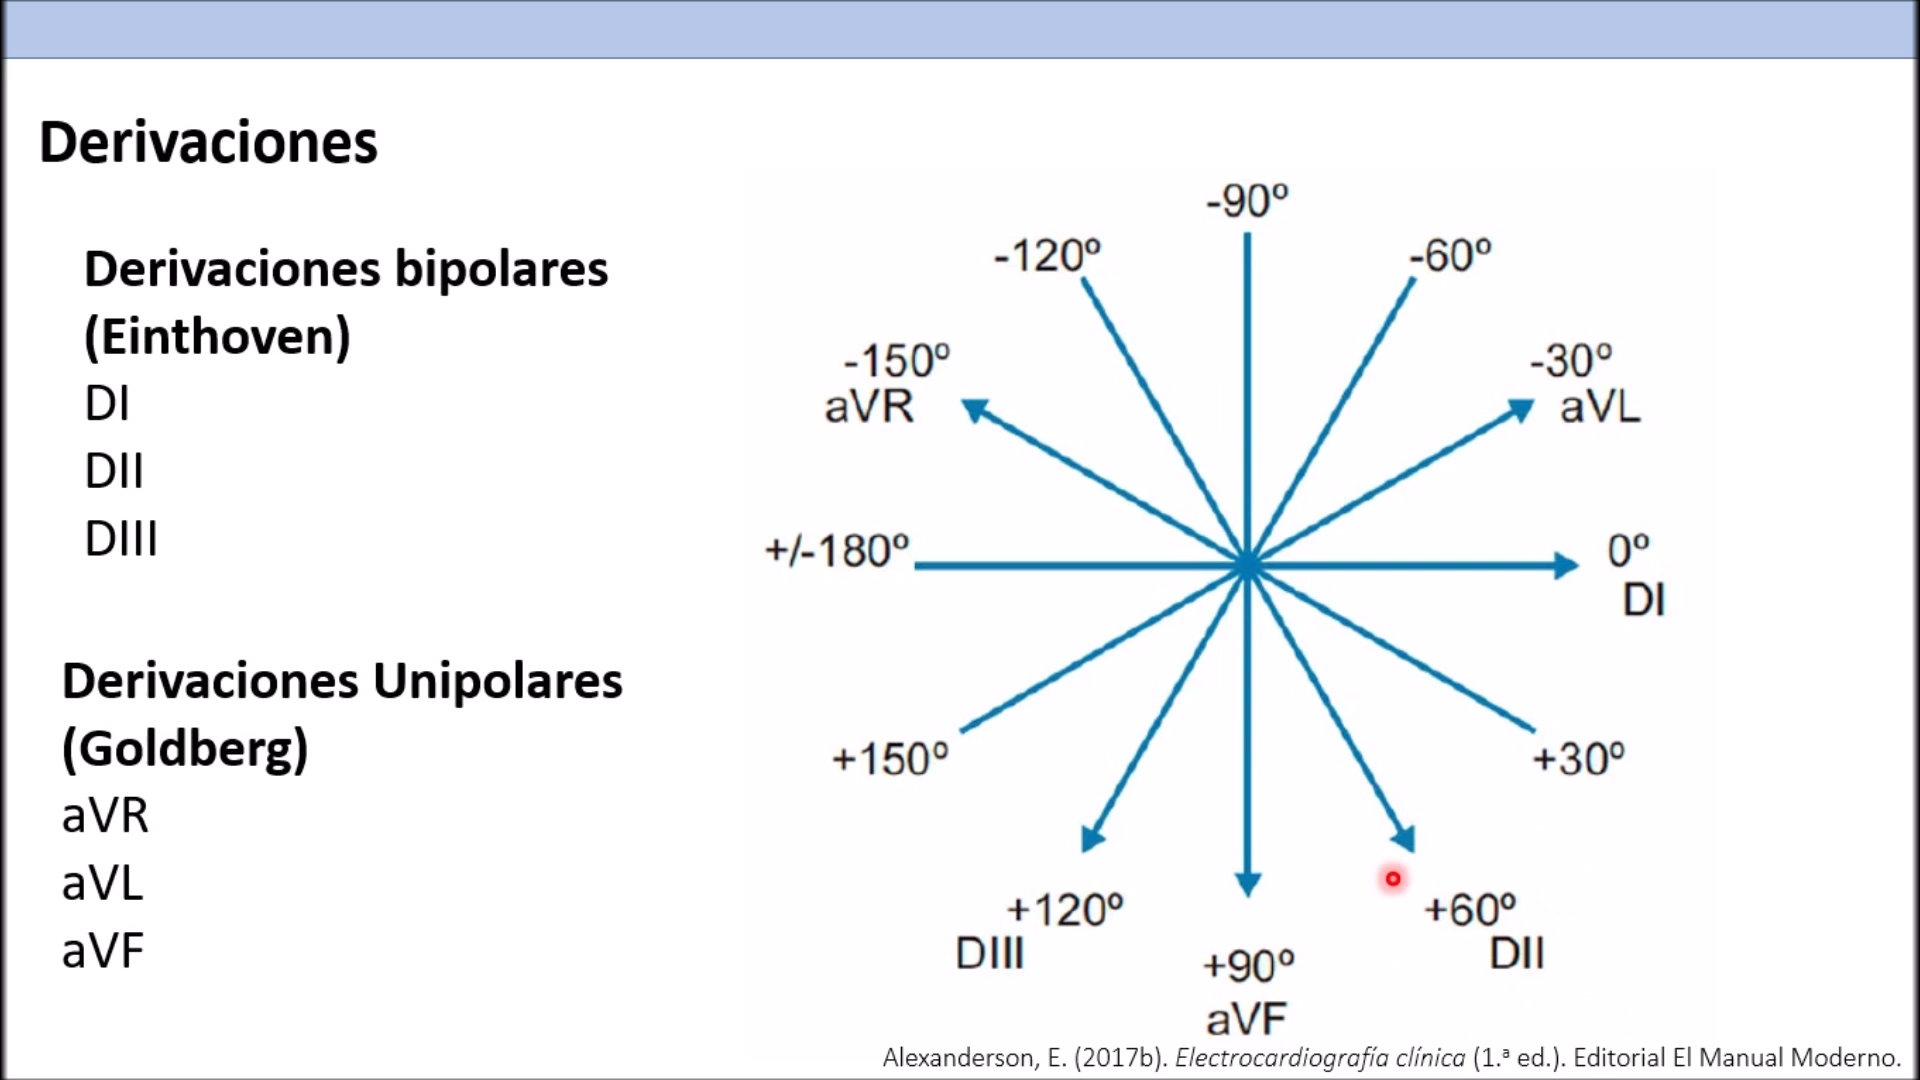 Derivaciones
Derivaciones bipolares
(Einthoven)
DI
DII
DIII
Derivaciones Unipolares
(Goldberg)
aVR
aVL
aVF
-90º
-120º
-60º
-150º
aVR
-30º
aVL
+/-180º
0º
DI
+150º
+30º
+120º
DIII
+60º
DII
+90º
aVF
Alexanderson, E. (2017b). Electrocardiografía clínica (1.ª ed.). Editorial El Manual Moderno.